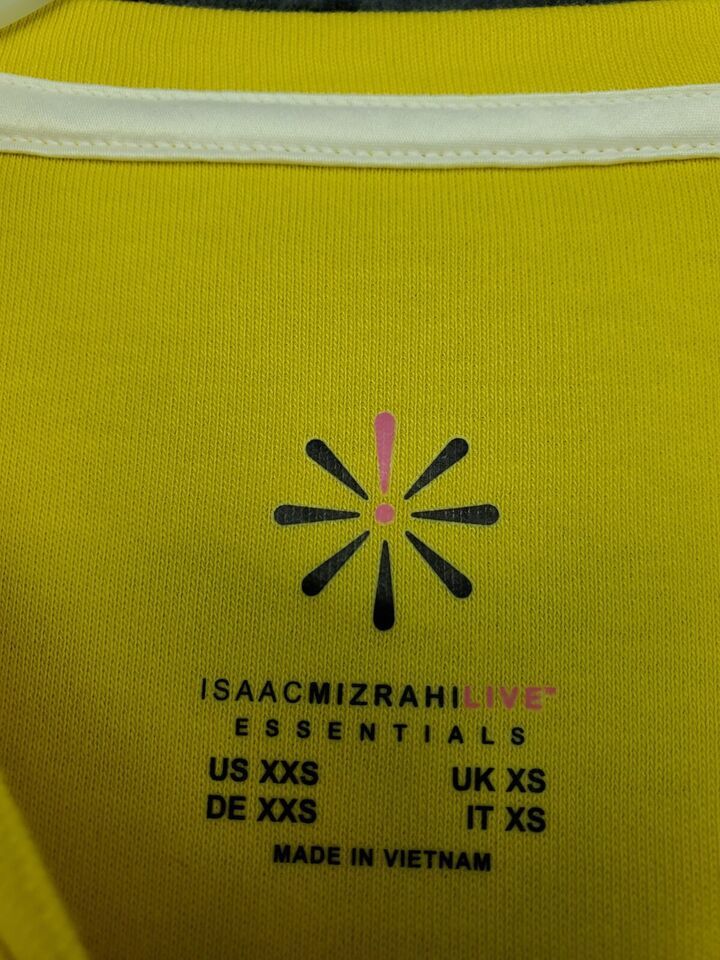 ISAACMIZRAHILIVE™
ESSENTIALS
US XXS UK XS
DE XXS IT XS
MADE IN VIETNAM